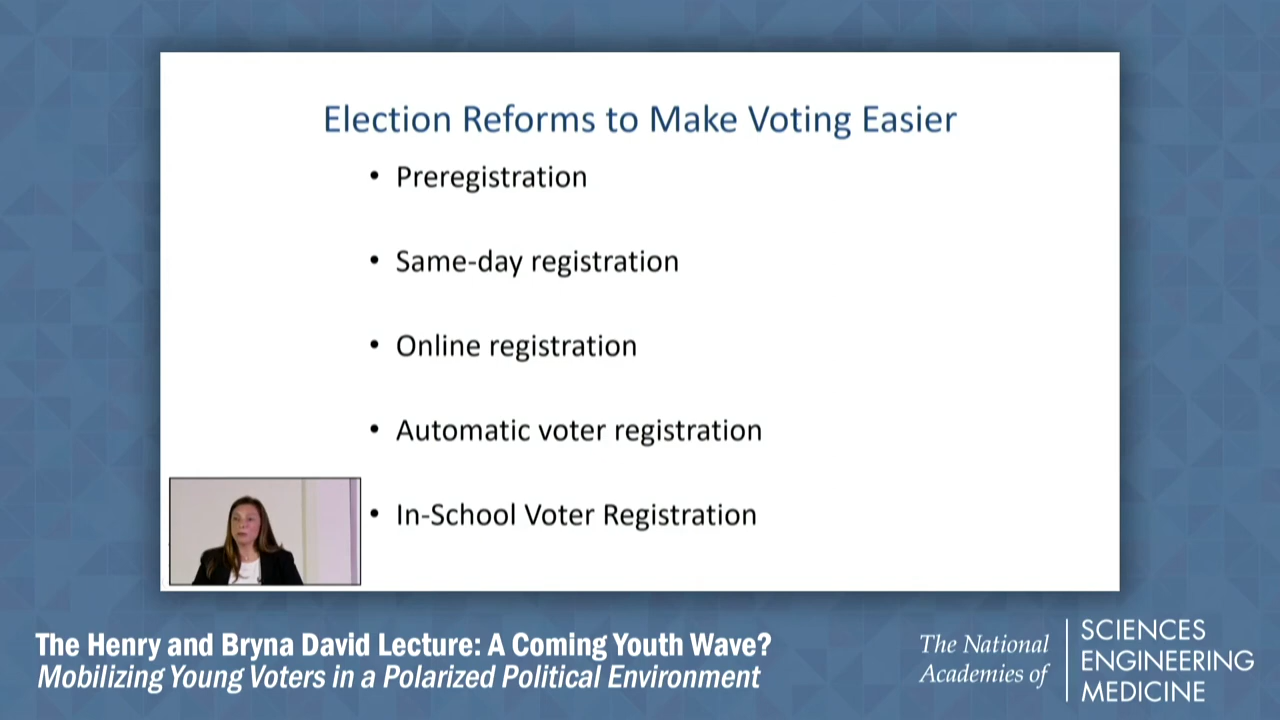 Election Reforms to Make Voting Easier
• Preregistration
• Same-day registration
• Online registration
• Automatic voter registration
• In-School Voter Registration
The Henry and Bryna David Lecture: A Coming Youth Wave?
Mobilizing Young Voters in a Polarized Political Environment
The National
Academies of
SCIENCES
ENGINEERING
MEDICINE